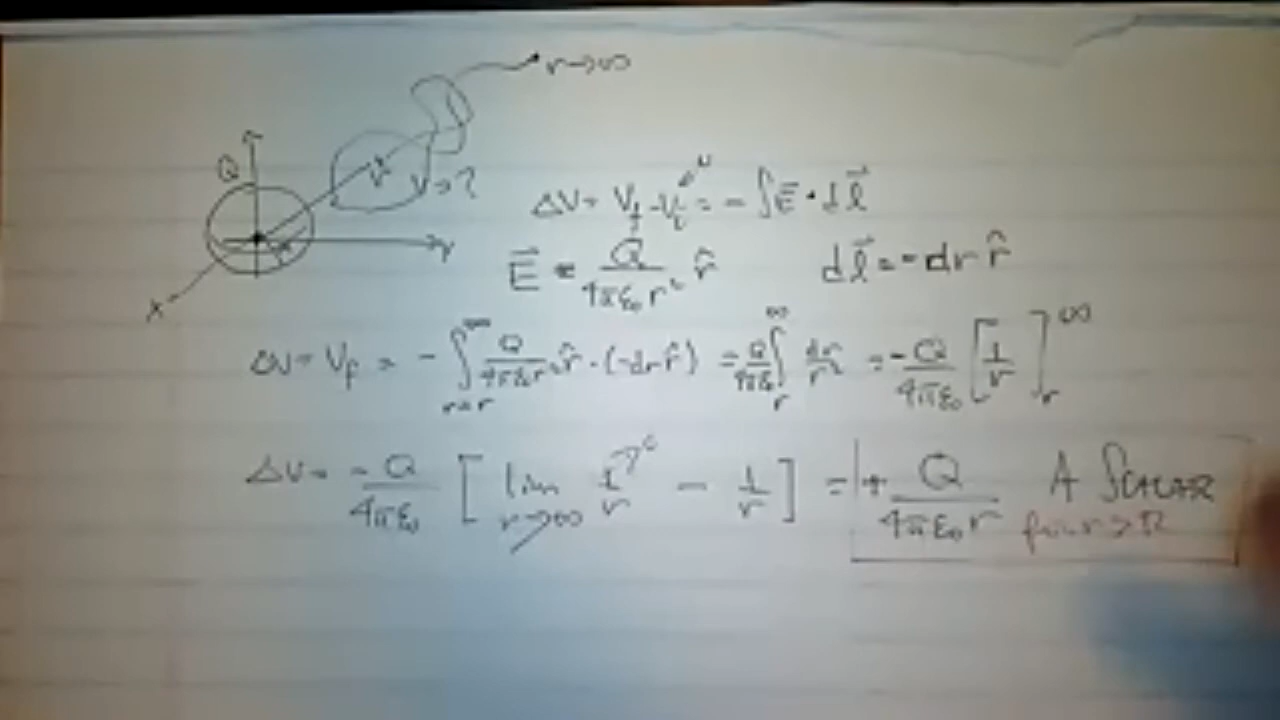 r→∞
Q
V
V=?
ΔV = V_f - V_i = -∫E⃗ · dl⃗
y
E⃗ = Q/4πε₀r² r̂ dl⃗ = -dr r̂
x
ΔV = V_f = -∫_{r=r}^{∞} Q/4πε₀r² r̂ · (-dr r̂) = Q/4πε₀ ∫_r^∞ dr/r² = -Q/4πε₀ [1/r]_r^∞
ΔV = -Q/4πε₀ [lim_{r→∞} 1/r ↗0 - 1/r] = + Q/4πε₀r A SCALAR
for r > R